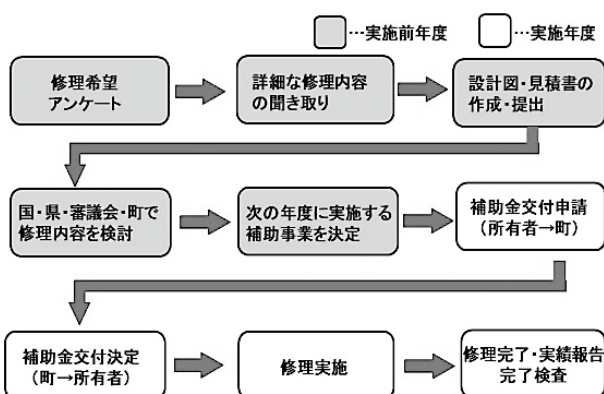 …実施前年度
…実施年度
修理希望
アンケート
詳細な修理内容
の聞き取り
設計図・見積書の
作成・提出
国・県・審議会・町で
修理内容を検討
次の年度に実施する
補助事業を決定
補助金交付申請
(所有者→町)
補助金交付決定
(町→所有者)
修理実施
修理完了・実績報告
完了検査